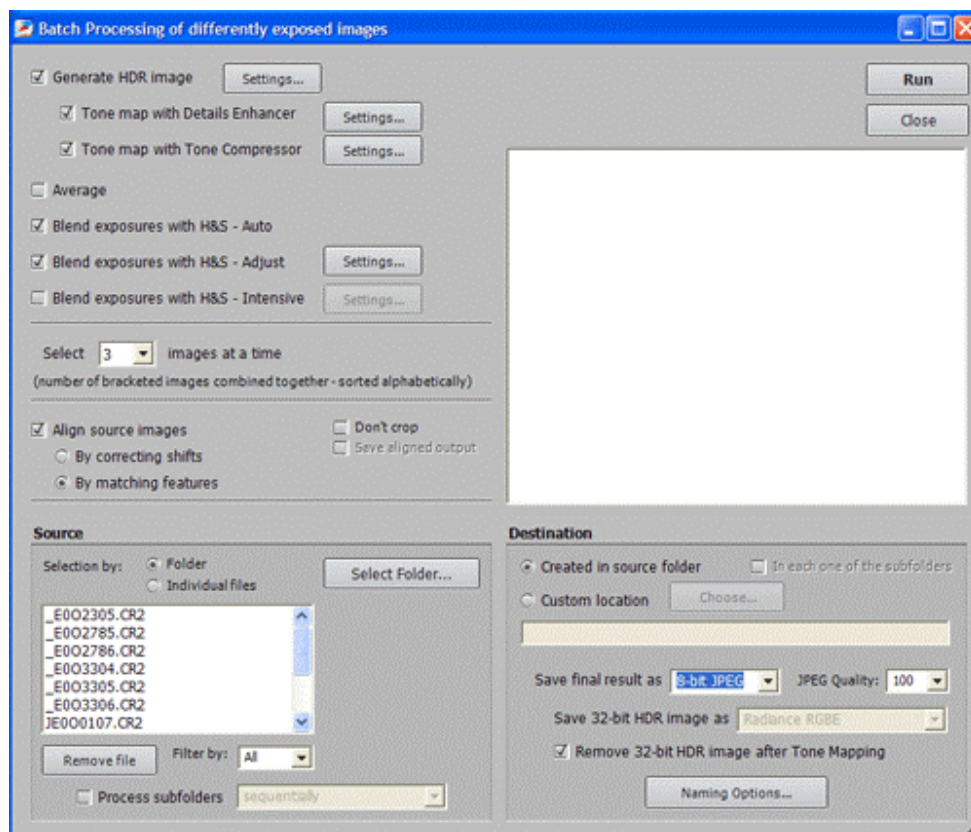 Batch Processing of differently exposed images
Generate HDR image Settings...
Run
Tone map with Details Enhancer Settings...
Close
Tone map with Tone Compressor Settings...
Average
Blend exposures with H&S - Auto
Blend exposures with H&S - Adjust Settings...
Blend exposures with H&S - Intensive Settings...
Select 3 images at a time
(number of bracketed images combined together - sorted alphabetically)
Align source images
Don't crop
By correcting shifts
Save aligned output
By matching features
Source
Selection by: Folder
Individual files
Select Folder...
_E0O2305.CR2
_E0O2785.CR2
_E0O2786.CR2
_E0O3304.CR2
_E0O3305.CR2
_E0O3306.CR2
JE0O0107.CR2
Remove file Filter by: All
Process subfolders sequentially
Destination
Created in source folder In each one of the subfolders
Custom location Choose...
Save final result as 8-bit JPEG JPEG Quality: 100
Save 32-bit HDR image as Radiance RGBE
Remove 32-bit HDR image after Tone Mapping
Naming Options...